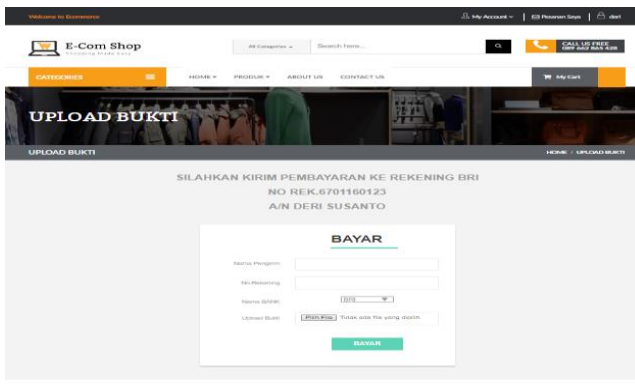 Welcome to Ecommerce
My Account
Pesanan Saya
deri
E-Com Shop
Shopping Made Easy
All Categories
Search here...
CALL US FREE
CATEGORIES
HOME
PRODUK
ABOUT US
CONTACT US
My Cart
UPLOAD BUKTI
UPLOAD BUKTI
HOME / UPLOAD BUKTI
SILAHKAN KIRIM PEMBAYARAN KE REKENING BRI
NO REK.6701160123
A/N DERI SUSANTO
BAYAR
Nama Pengirim
No.Rekening
Nama BANK
BRI
Upload Bukti
Pilih File Tidak ada file yang dipilih
BAYAR